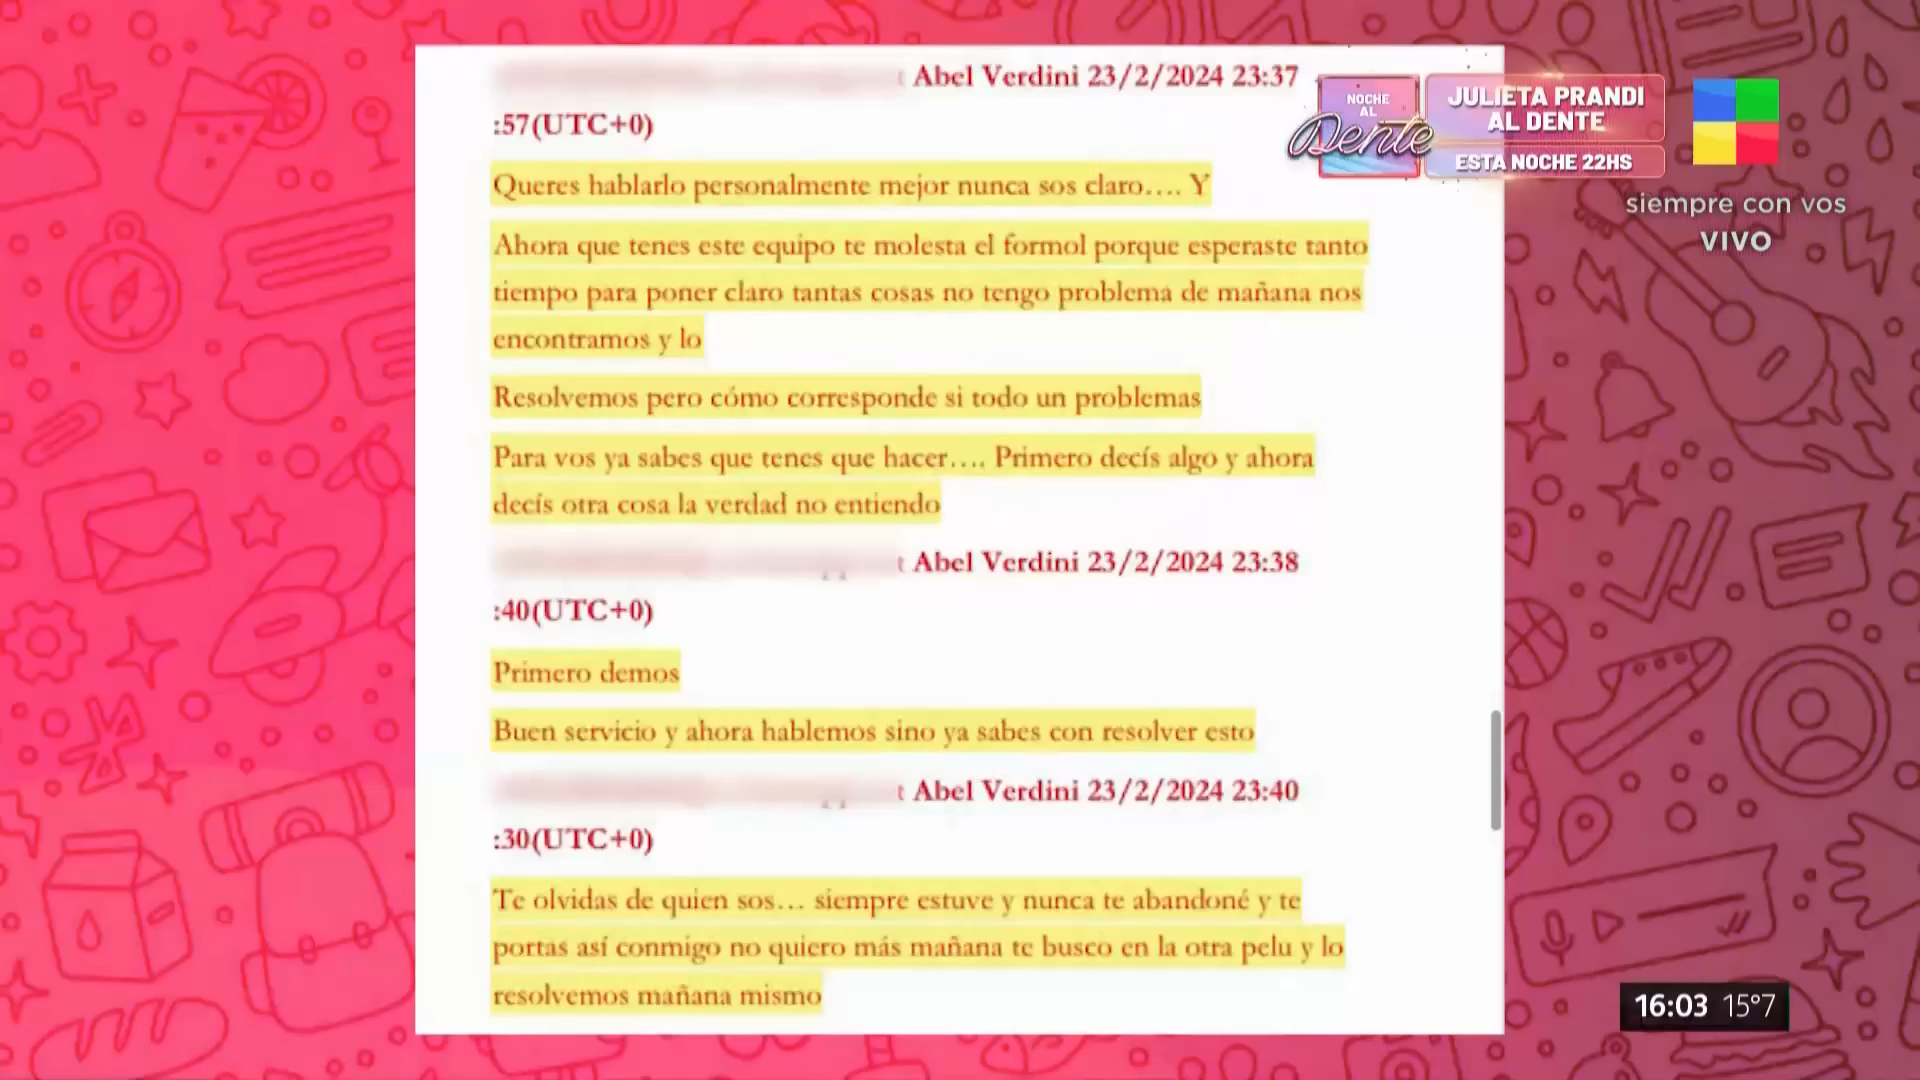 Abel Verdini 23/2/2024 23:37
:57(UTC+0)
Queres hablarlo personalmente mejor nunca sos claro.... Y
Ahora que tenes este equipo te molesta el formol porque esperaste tanto
tiempo para poner claro tantas cosas no tengo problema de mañana nos
encontramos y lo
Resolvemos pero cómo corresponde si todo un problemas
Para vos ya sabes que tenes que hacer.... Primero decís algo y ahora
decís otra cosa la verdad no entiendo
Abel Verdini 23/2/2024 23:38
:40(UTC+0)
Primero demos
Buen servicio y ahora hablemos sino ya sabes con resolver esto
Abel Verdini 23/2/2024 23:40
:30(UTC+0)
Te olvidas de quien sos... siempre estuve y nunca te abandoné y te
portas así conmigo no quiero más mañana te busco en la otra pelu y lo
resolvemos mañana mismo
NOCHE
AL
Dente
JULIETA PRANDI
AL DENTE
ESTA NOCHE 22HS
siempre con vos
VIVO
16:03 15°7